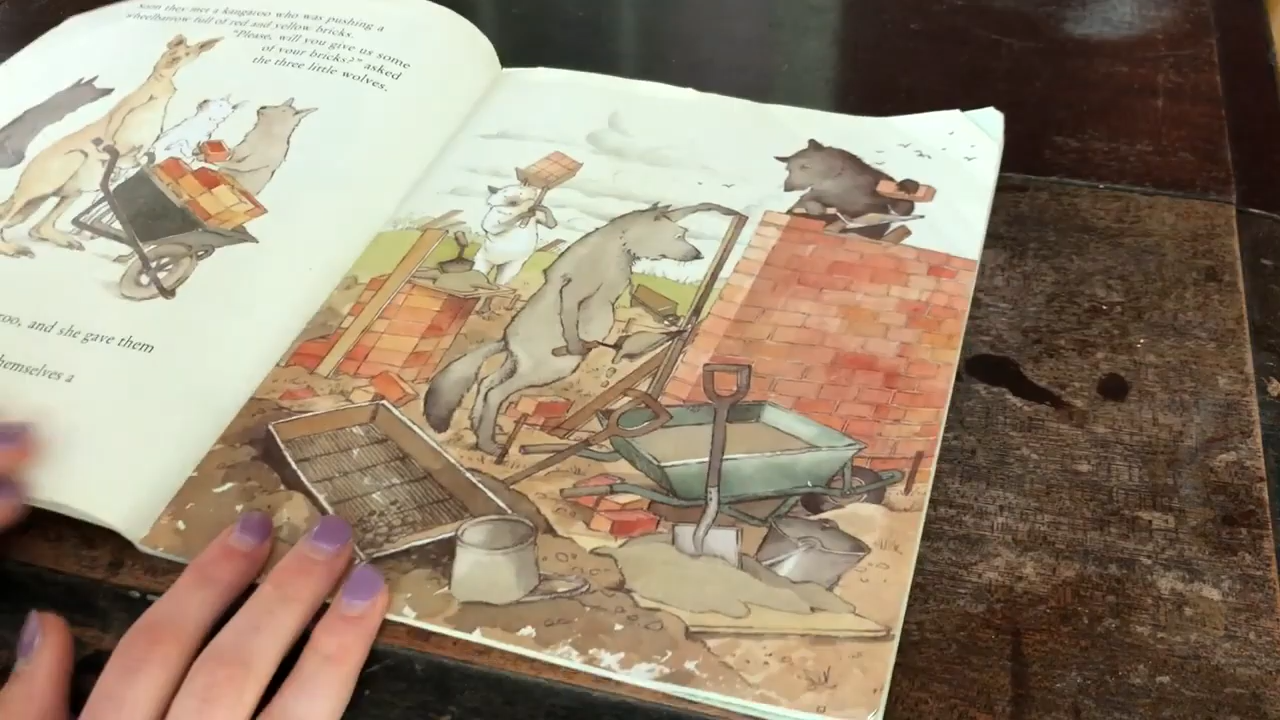 soon they met a kangaroo who was pushing a
wheelbarrow full of red and yellow bricks.
"Please, will you give us some
of your bricks?" asked
the three little wolves.
roo, and she gave them
hemselves a